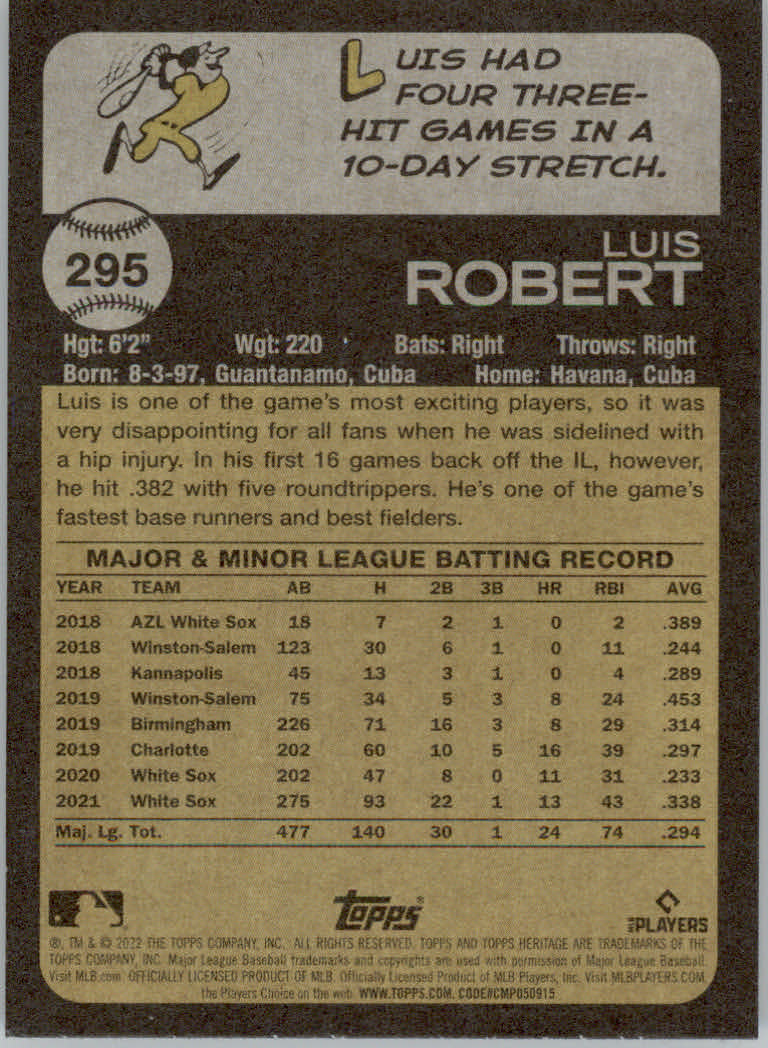 LUIS HAD
FOUR THREE-
HIT GAMES IN A
10-DAY STRETCH.
295
LUIS
ROBERT
Hgt: 6'2" Wgt: 220 Bats: Right Throws: Right
Born: 8-3-97, Guantanamo, Cuba Home: Havana, Cuba
Luis is one of the game's most exciting players, so it was
very disappointing for all fans when he was sidelined with
a hip injury. In his first 16 games back off the IL, however,
he hit .382 with five roundtrippers. He's one of the game's
fastest base runners and best fielders.
MAJOR & MINOR LEAGUE BATTING RECORD
YEAR TEAM AB H 2B 3B HR RBI AVG
2018 AZL White Sox 18 7 2 1 0 2 .389
2018 Winston-Salem 123 30 6 1 0 11 .244
2018 Kannapolis 45 13 3 1 0 4 .289
2019 Winston-Salem 75 34 5 3 8 24 .453
2019 Birmingham 226 71 16 3 8 29 .314
2019 Charlotte 202 60 10 5 16 39 .297
2020 White Sox 202 47 8 0 11 31 .233
2021 White Sox 275 93 22 1 13 43 .338
Maj. Lg. Tot. 477 140 30 1 24 74 .294
Topps® MLB PLAYERS
®, TM & © 2022 THE TOPPS COMPANY, INC. ALL RIGHTS RESERVED. TOPPS AND TOPPS HERITAGE ARE TRADEMARKS OF THE
TOPPS COMPANY, INC. Major League Baseball trademarks and copyrights are used with permission of Major League Baseball.
Visit MLB.com. OFFICIALLY LICENSED PRODUCT OF MLB. Officially Licensed Product of MLB Players, Inc. Visit MLBPLAYERS.COM,
the Players Choice on the web. WWW.TOPPS.COM. CODE#CMP050915